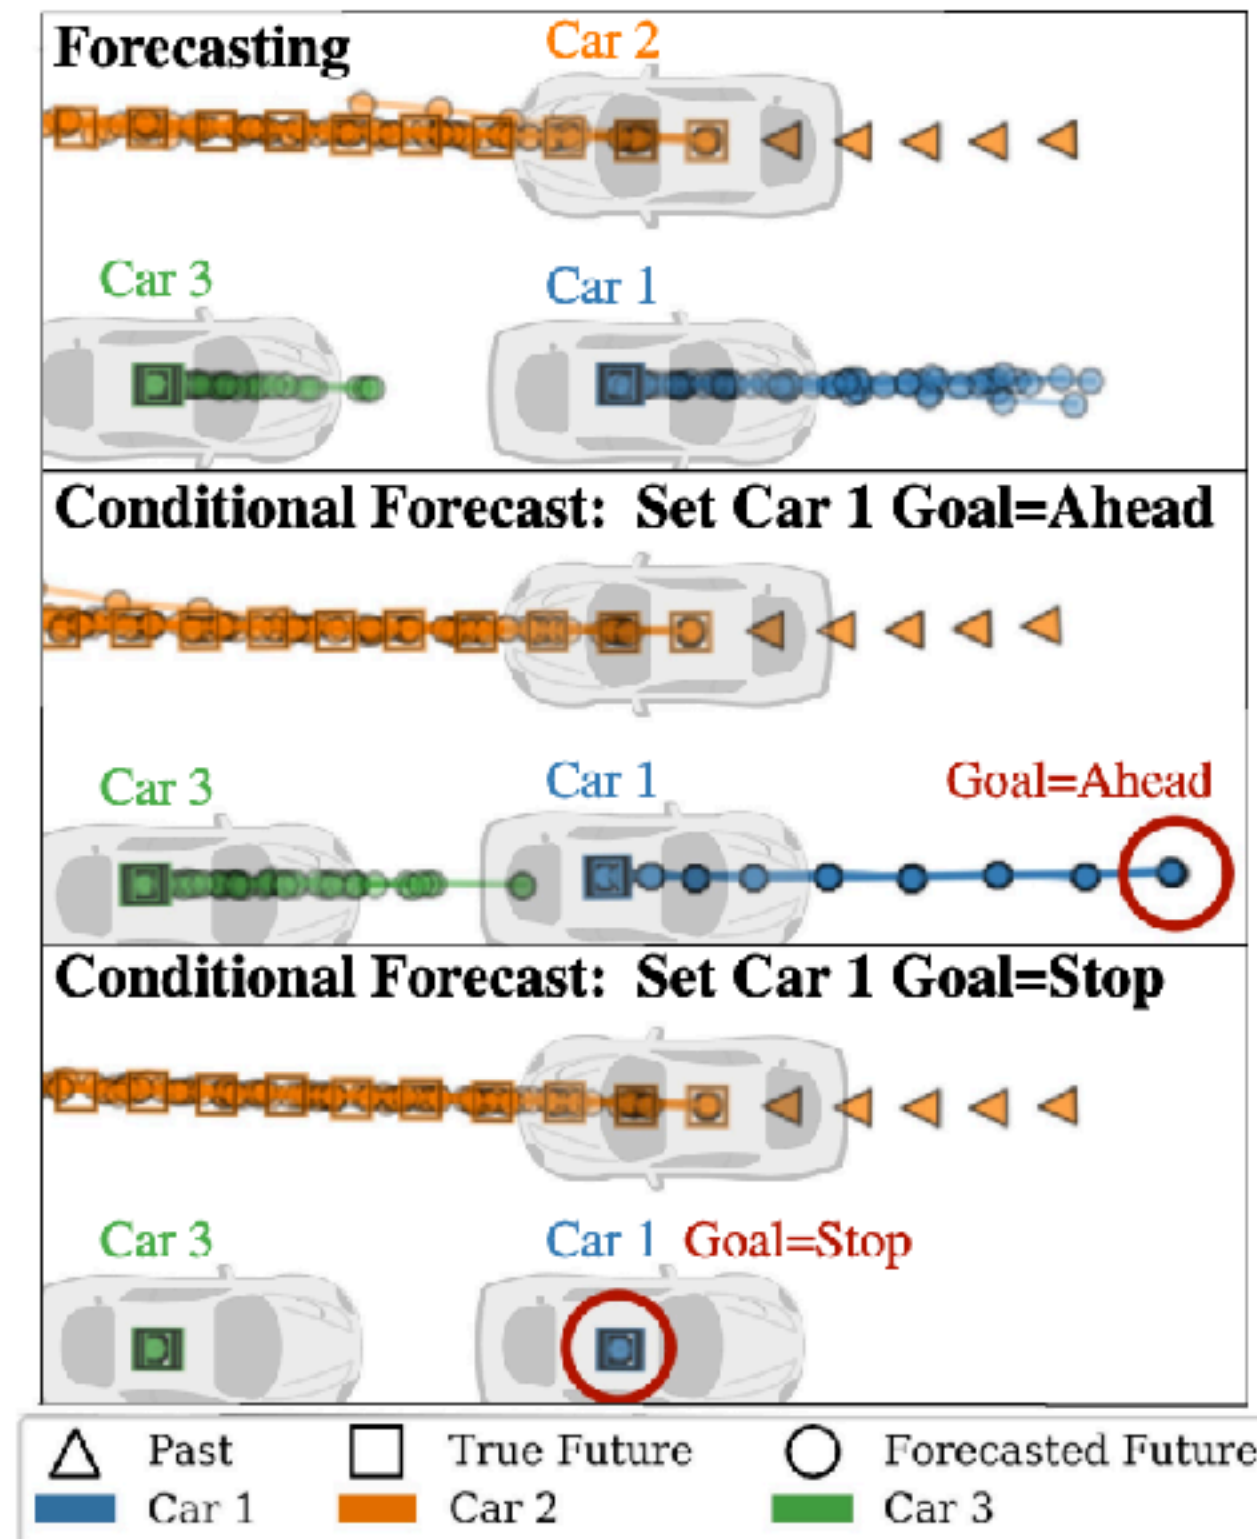 Forecasting
Car 2
Car 3
Car 1
Conditional Forecast: Set Car 1 Goal=Ahead
Car 3
Car 1
Goal=Ahead
Conditional Forecast: Set Car 1 Goal=Stop
Car 3
Car 1
Goal=Stop
Past
True Future
Forecasted Future
Car 1
Car 2
Car 3